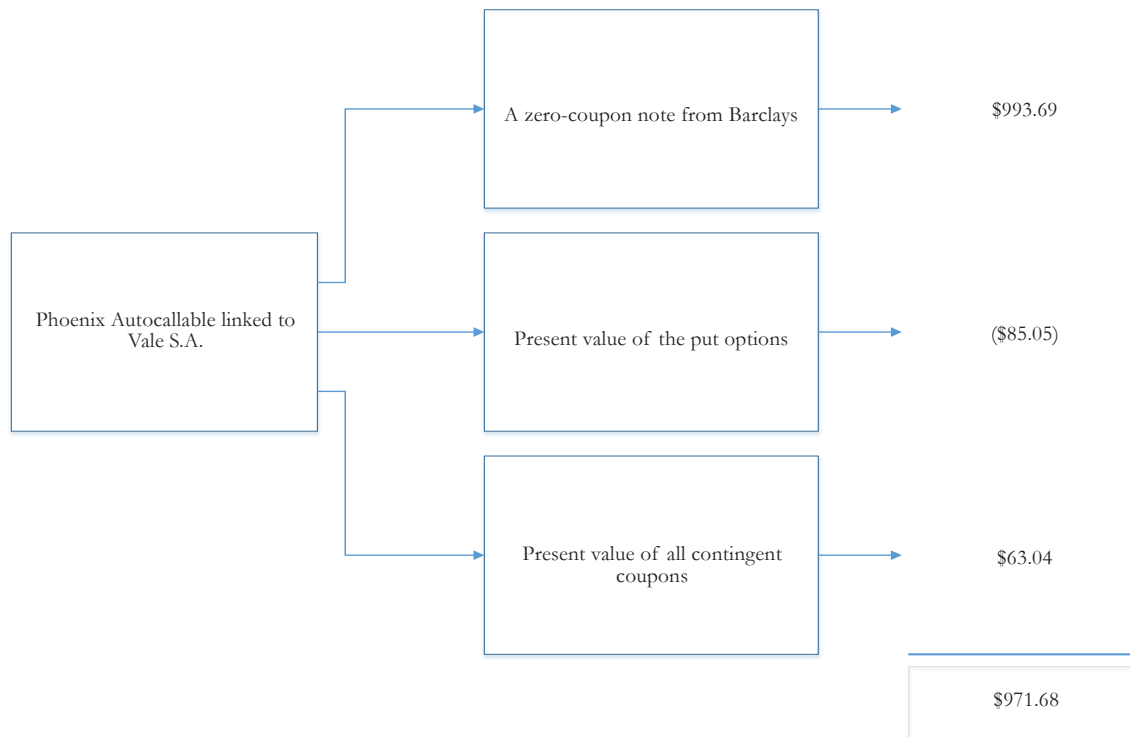 A zero-coupon note from Barclays
$993.69
Phoenix Autocallable linked to
Vale S.A.
Present value of the put options
($85.05)
Present value of all contingent
coupons
$63.04
$971.68